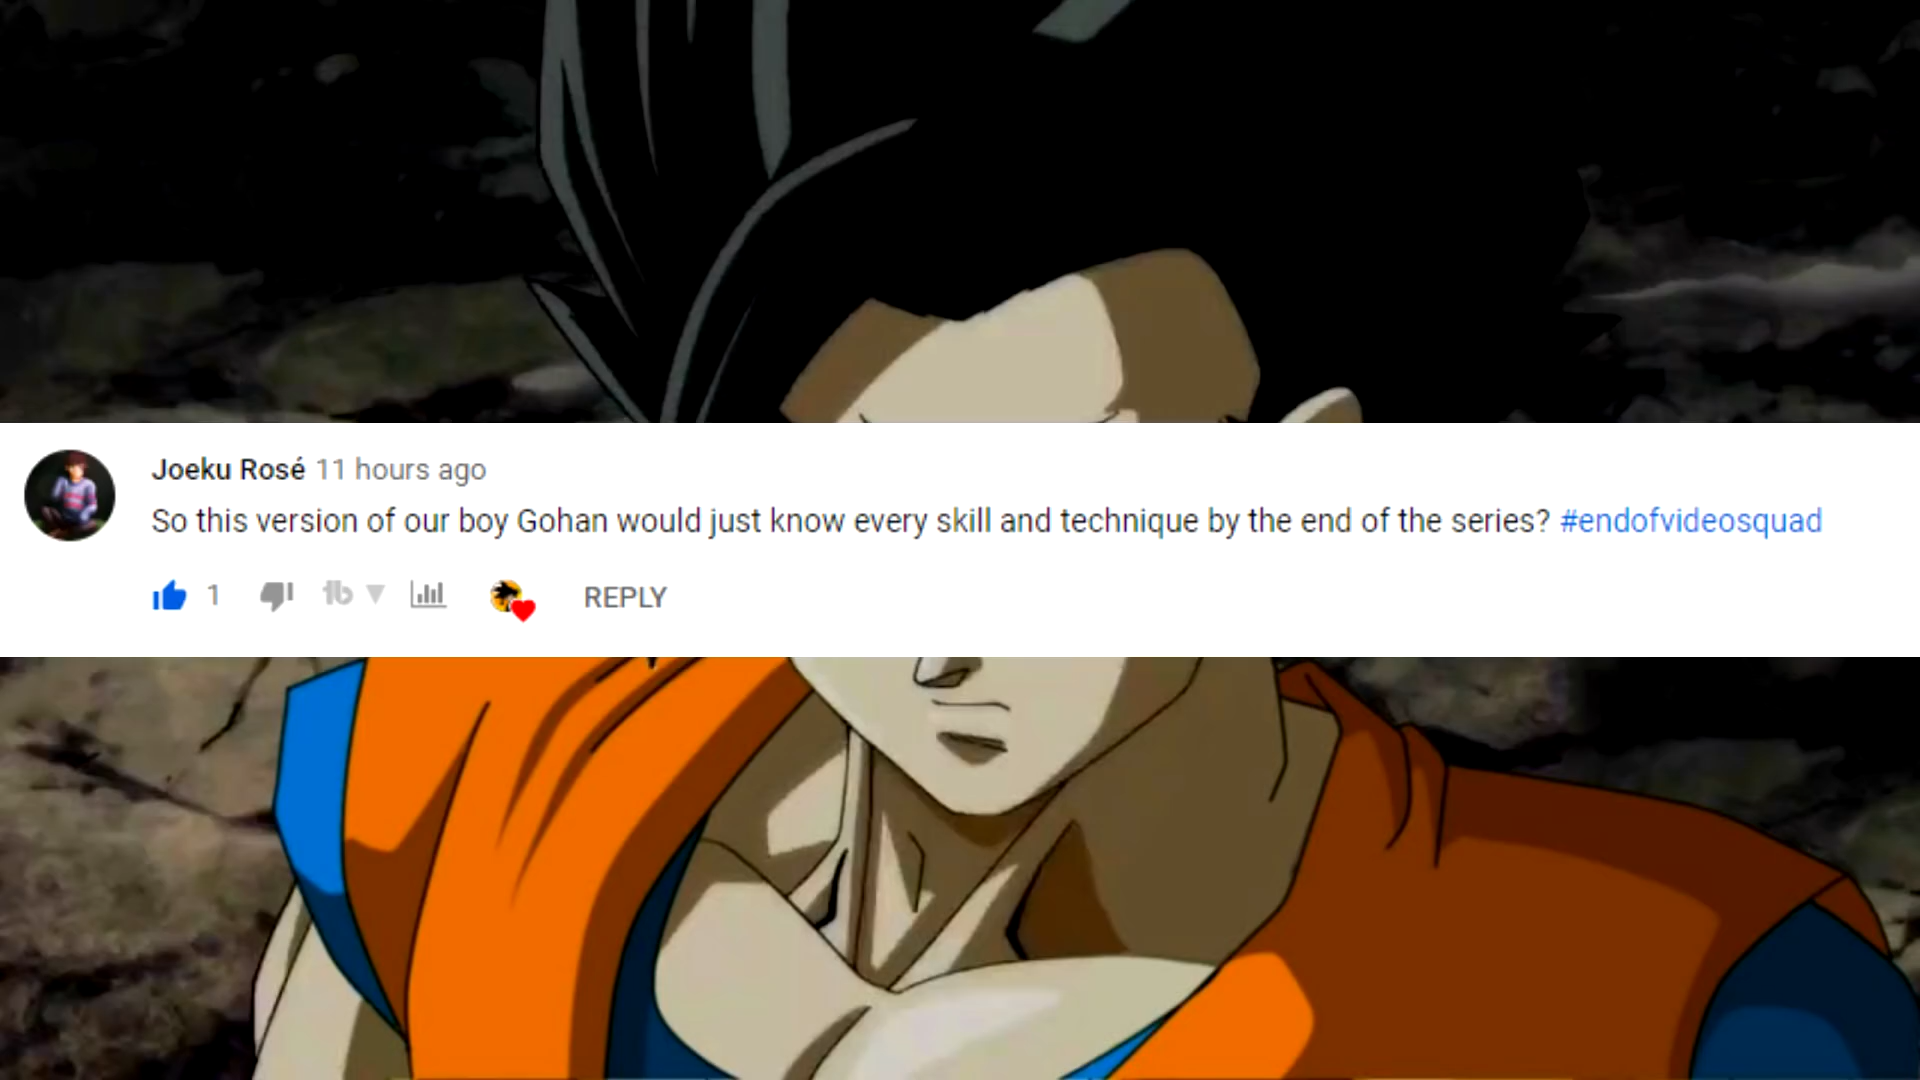 Joeku Rosé 11 hours ago
So this version of our boy Gohan would just know every skill and technique by the end of the series? #endofvideosquad
1 REPLY